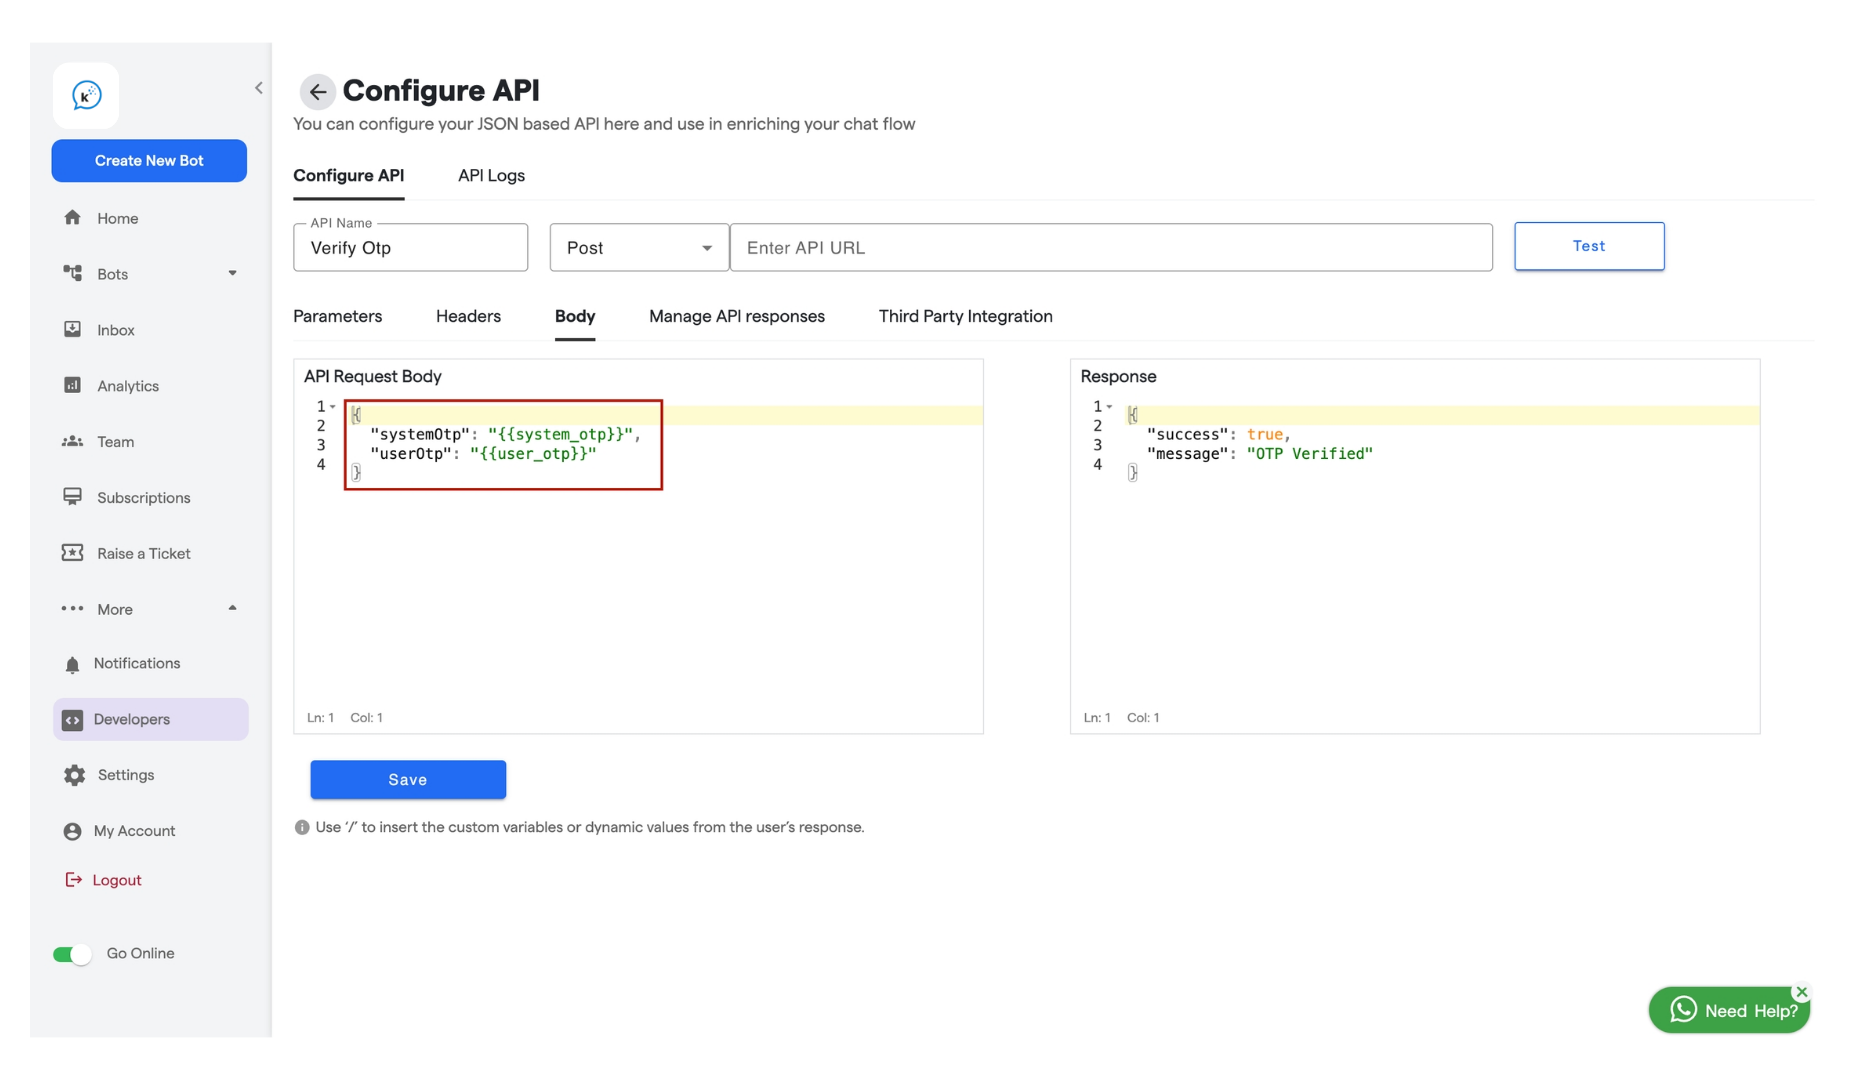 K
Create New Bot
Home
Bots
Inbox
Analytics
Team
Subscriptions
Raise a Ticket
More
Notifications
Developers
Settings
My Account
Logout
Go Online
Configure API
You can configure your JSON based API here and use in enriching your chat flow
Configure API API Logs
API Name
Verify Otp Post Enter API URL Test
Parameters Headers Body Manage API responses Third Party Integration
API Request Body
1 {
2 "systemOtp": "{{system_otp}}",
3 "userOtp": "{{user_otp}}"
4 }
Ln: 1 Col: 1
Response
1 {
2 "success": true,
3 "message": "OTP Verified"
4 }
Ln: 1 Col: 1
Save
Use ‘/’ to insert the custom variables or dynamic values from the user’s response.
Need Help?